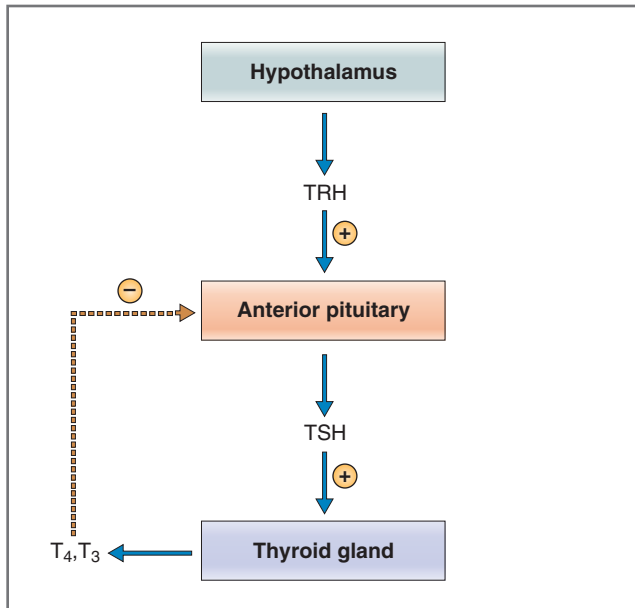 Hypothalamus
TRH
+
−
Anterior pituitary
TSH
+
T₄,T₃
Thyroid gland